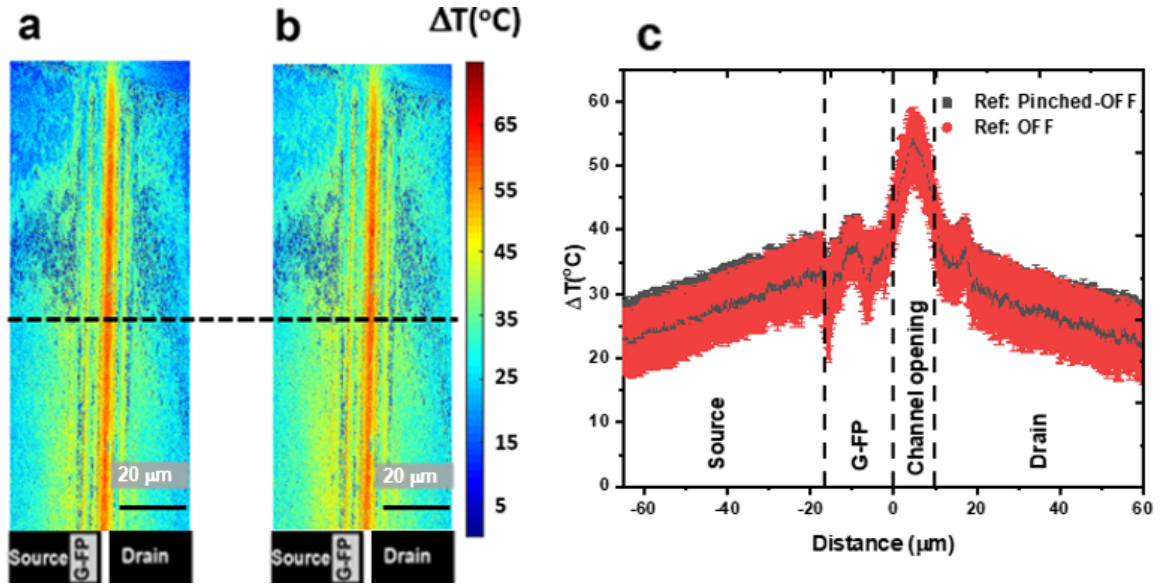 a
b
ΔT(°C)
65
55
45
35
25
15
5
20 μm
20 μm
Source
G-FP
Drain
Source
G-FP
Drain
c
Ref: Pinched-OFF
Ref: OFF
ΔT(°C)
60
50
40
30
20
10
0
Source
G-FP
Channel opening
Drain
-60
-40
-20
0
20
40
60
Distance (μm)